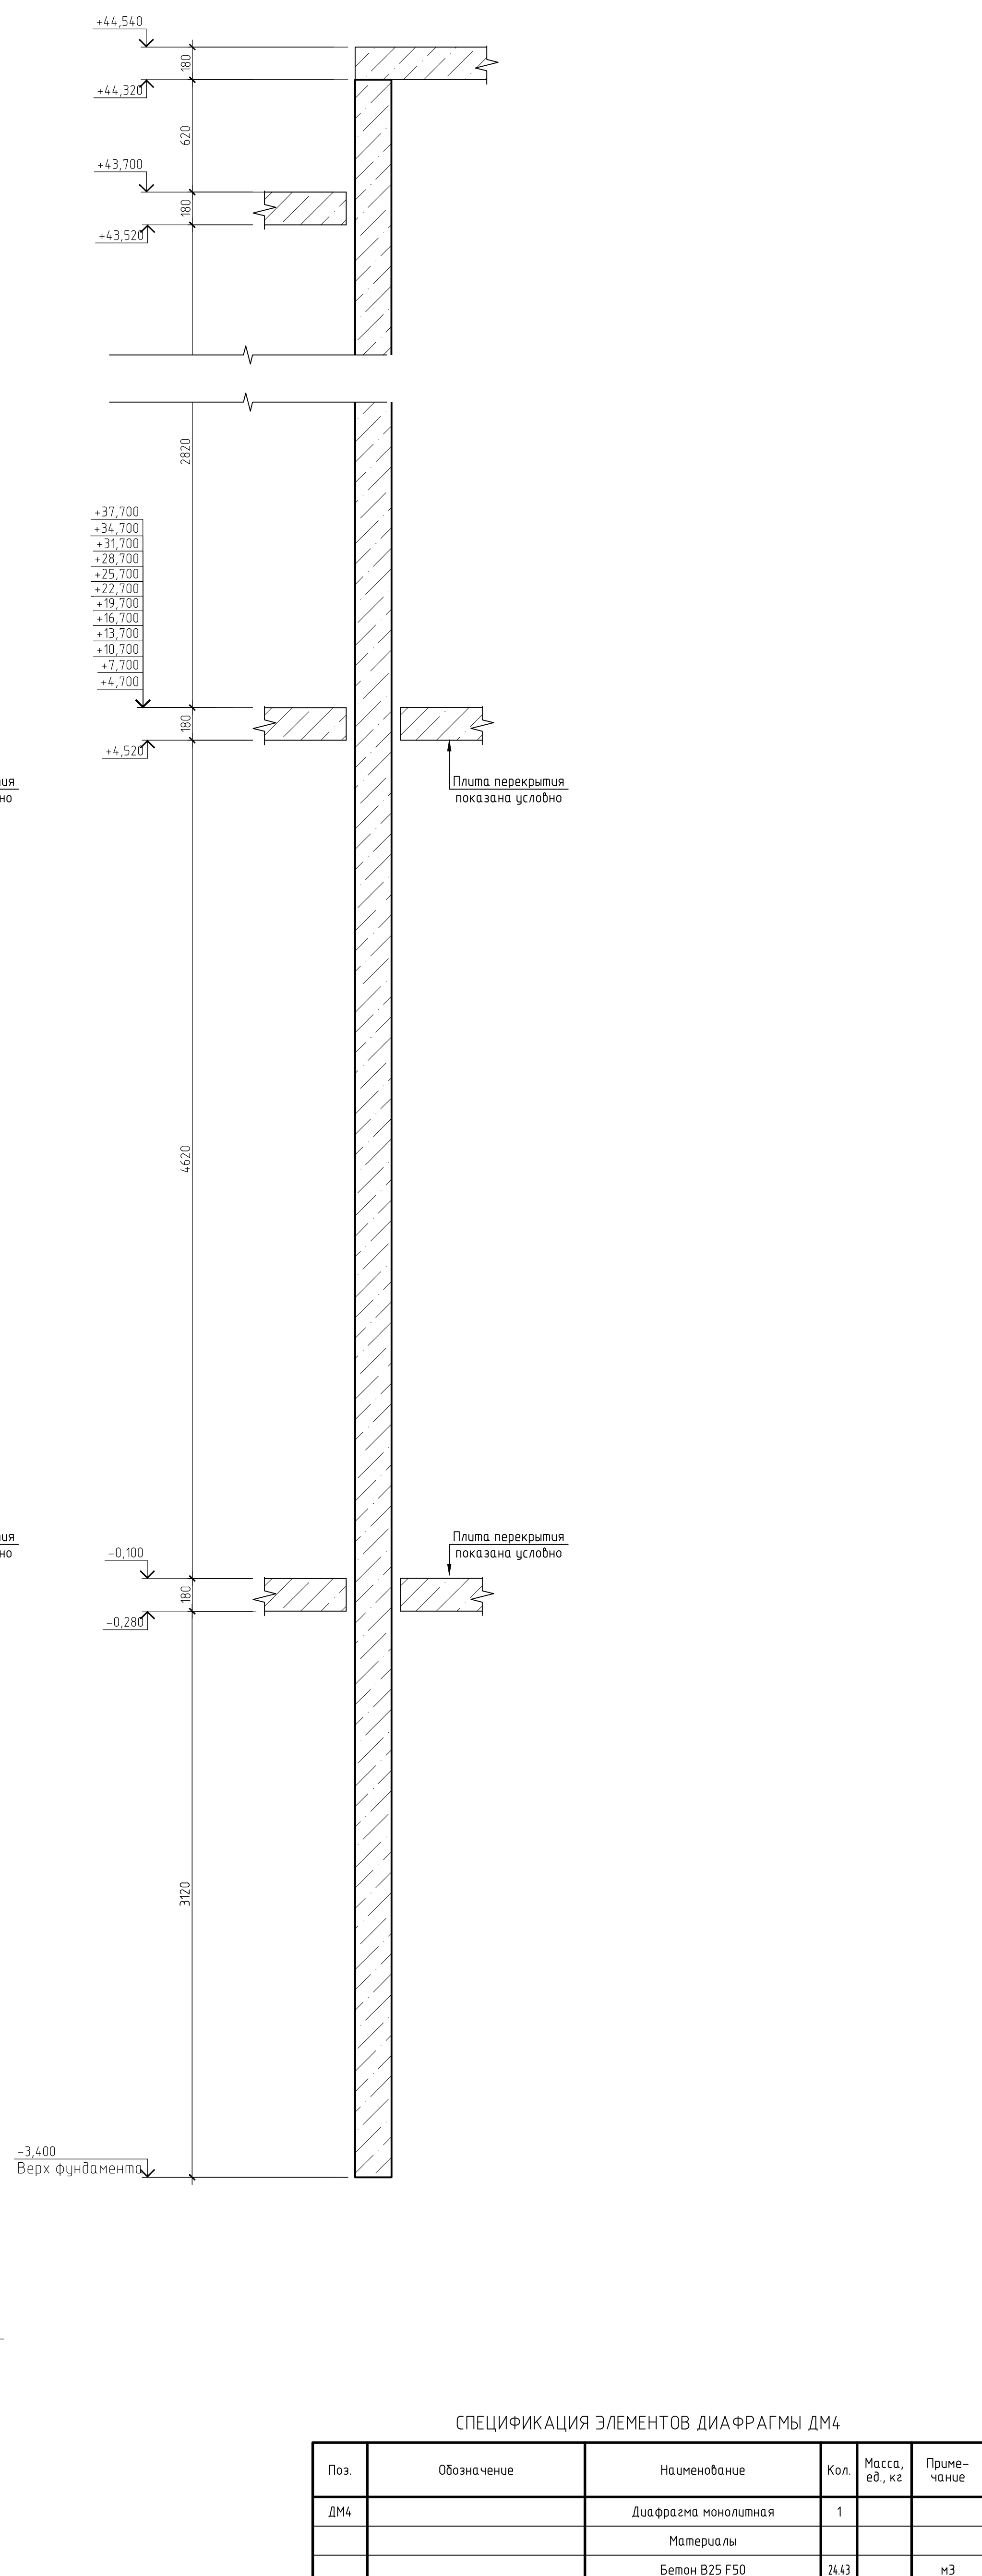 +44,540
180
+44,320
620
+43,700
180
+43,520
2820
+37,700
+34,700
+31,700
+28,700
+25,700
+22,700
+19,700
+16,700
+13,700
+10,700
+7,700
+4,700
180
+4,520
Плита перекрытия
показана условно
4620
Плита перекрытия
показана условно
-0,100
180
-0,280
3120
-3,400
Верх фундамента
СПЕЦИФИКАЦИЯ ЭЛЕМЕНТОВ ДИАФРАГМЫ ДМ4
Поз. Обозначение Наименование Кол. Масса, ед., кг Приме-чание
ДМ4 Диафрагма монолитная 1
Материалы
Бетон В25 F50 24.43 м3